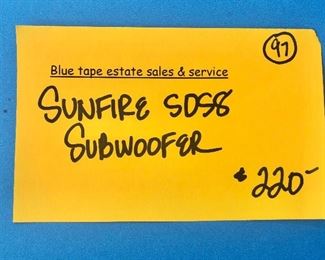 97
Blue tape estate sales & service
SUNFIRE SDS8
SUBWOOFER
$220-